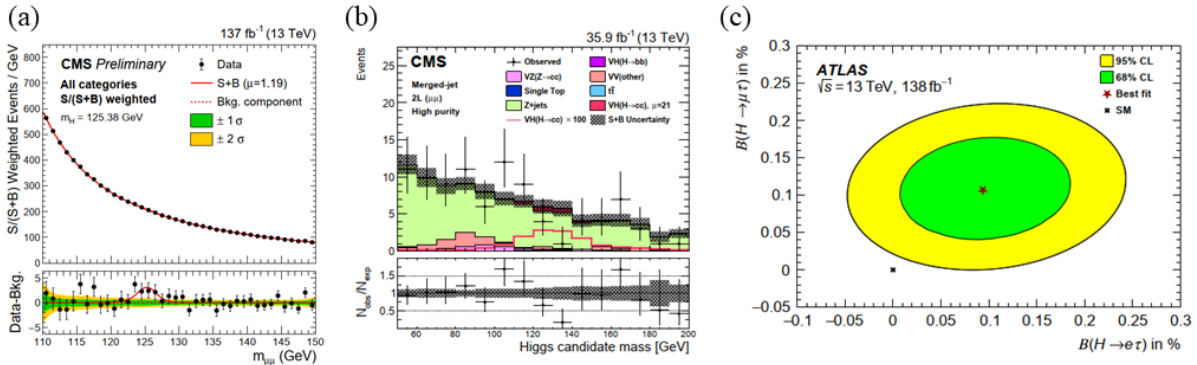 (a)
137 fb⁻¹ (13 TeV)
CMS Preliminary
All categories
S/(S+B) weighted
m_H = 125.38 GeV
Data
S+B (μ=1.19)
Bkg. component
± 1 σ
± 2 σ
S/(S+B) Weighted Events / GeV
800
700
600
500
400
300
200
100
0
Data-Bkg.
5
0
−5
110 115 120 125 130 135 140 145 150
m_μμ (GeV)
(b)
35.9 fb⁻¹ (13 TeV)
Events
25
20
15
10
5
0
CMS
Merged-jet
2L (μμ)
High purity
Observed
VZ(Z→cc)
Single Top
Z+jets
VH(H→cc) × 100
VH(H→bb)
VV(other)
tt̄
VH(H→cc), μ=21
S+B Uncertainty
N_obs/N_exp
1.5
1
0.5
60 80 100 120 140 160 180 200
Higgs candidate mass [GeV]
(c)
B(H→μτ) in %
0.3
0.25
0.2
0.15
0.1
0.05
0
−0.05
ATLAS
√s = 13 TeV, 138 fb⁻¹
95% CL
68% CL
Best fit
SM
−0.1 −0.05 0 0.05 0.1 0.15 0.2 0.25 0.3
B(H→eτ) in %